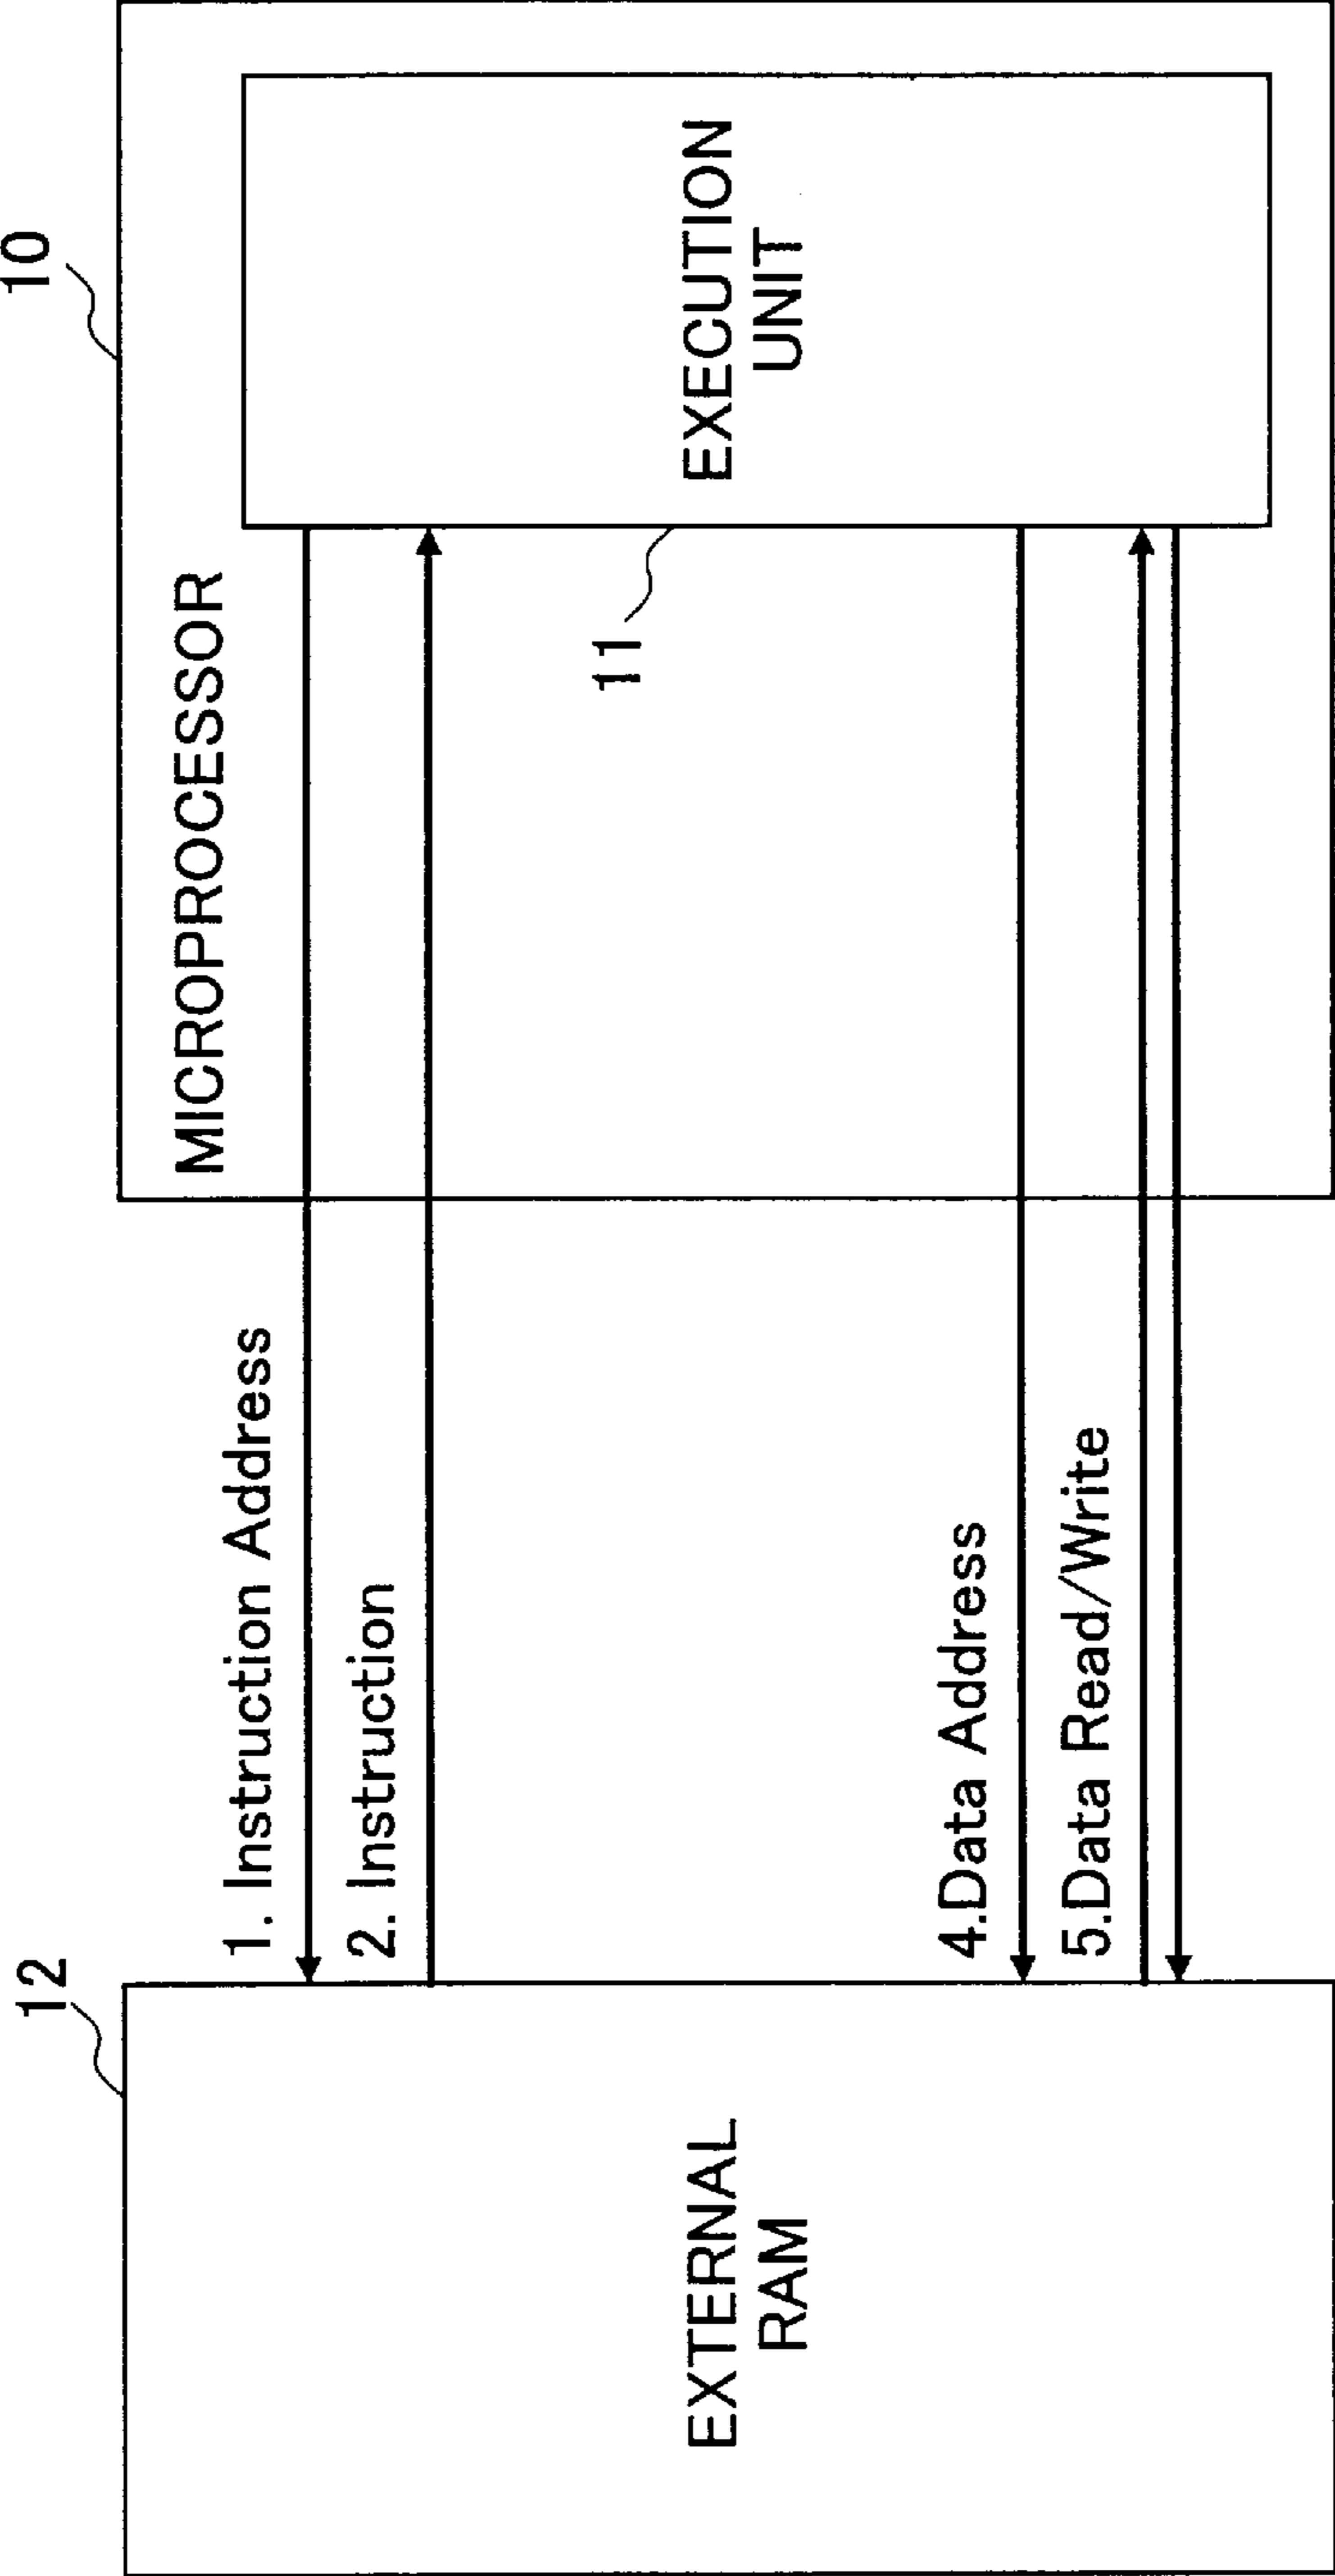 12
10
MICROPROCESSOR
1. Instruction Address
2. Instruction
EXTERNAL
RAM
11
EXECUTION
UNIT
4.Data Address
5.Data Read/Write